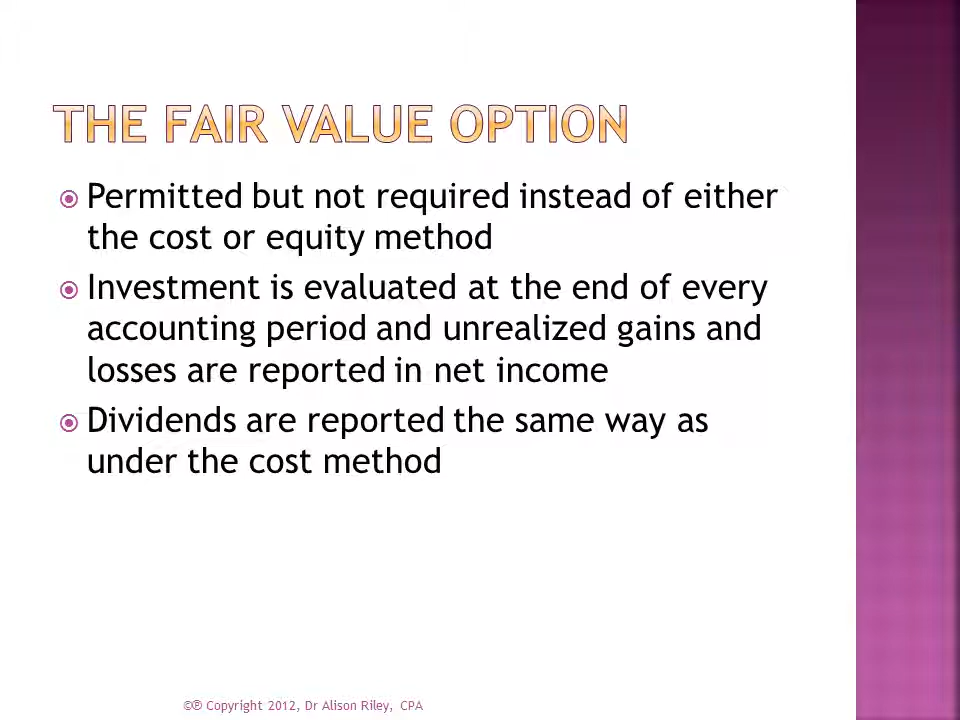 THE FAIR VALUE OPTION
Permitted but not required instead of either
the cost or equity method
Investment is evaluated at the end of every
accounting period and unrealized gains and
losses are reported in net income
Dividends are reported the same way as
under the cost method
©℗ Copyright 2012, Dr Alison Riley, CPA